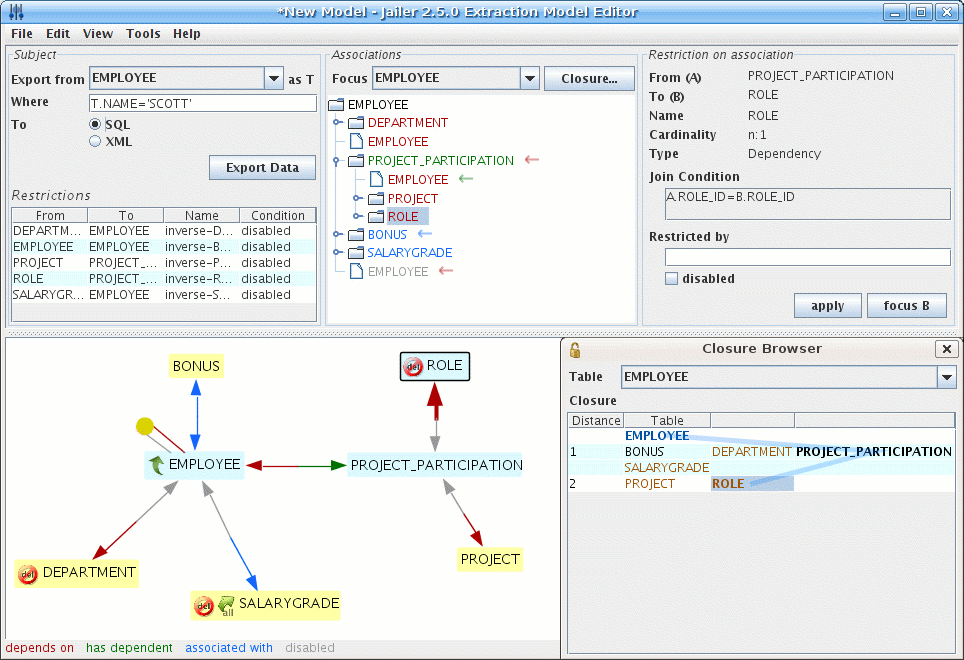 *New Model - Jailer 2.5.0 Extraction Model Editor
File Edit View Tools Help
Subject
Export from EMPLOYEE as T
Where T.NAME='SCOTT'
To SQL
XML
Export Data
Restrictions
From To Name Condition
DEPARTM... EMPLOYEE inverse-D... disabled
EMPLOYEE EMPLOYEE inverse-B... disabled
PROJECT PROJECT_... inverse-P... disabled
ROLE PROJECT_... inverse-R... disabled
SALARYGR... EMPLOYEE inverse-S... disabled
Associations
Focus EMPLOYEE Closure...
EMPLOYEE
DEPARTMENT
EMPLOYEE
PROJECT_PARTICIPATION
EMPLOYEE
PROJECT
ROLE
BONUS
SALARYGRADE
EMPLOYEE
Restriction on association
From (A) PROJECT_PARTICIPATION
To (B) ROLE
Name ROLE
Cardinality n:1
Type Dependency
Join Condition
A.ROLE_ID=B.ROLE_ID
Restricted by
disabled
apply focus B
BONUS
del ROLE
EMPLOYEE
PROJECT_PARTICIPATION
PROJECT
del DEPARTMENT
del all SALARYGRADE
depends on has dependent associated with disabled
Closure Browser
Table EMPLOYEE
Closure
Distance Table
EMPLOYEE
1 BONUS DEPARTMENT PROJECT_PARTICIPATION
SALARYGRADE
2 PROJECT ROLE